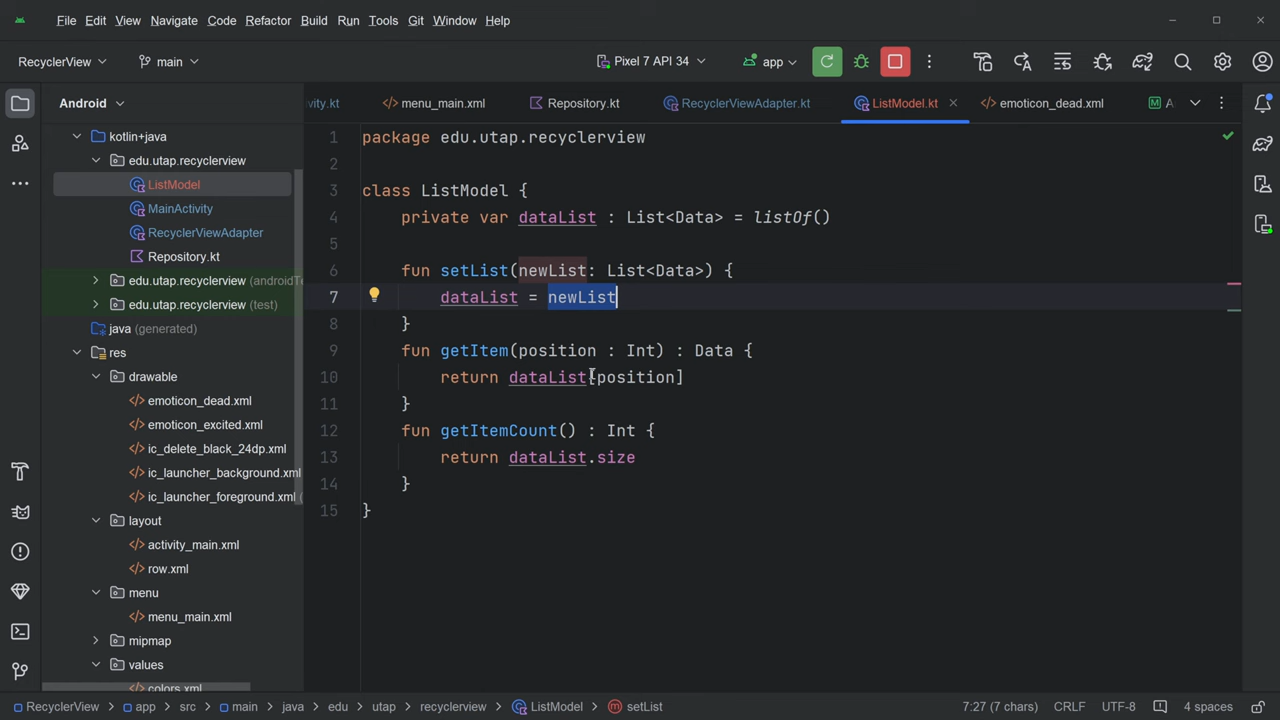 File Edit View Navigate Code Refactor Build Run Tools Git Window Help
RecyclerView main Pixel 7 API 34 app
Android
vity.kt menu_main.xml Repository.kt RecyclerViewAdapter.kt ListModel.kt emoticon_dead.xml A
kotlin+java
edu.utap.recyclerview
ListModel
MainActivity
RecyclerViewAdapter
Repository.kt
edu.utap.recyclerview (androidTe
edu.utap.recyclerview (test)
java (generated)
res
drawable
emoticon_dead.xml
emoticon_excited.xml
ic_delete_black_24dp.xml
ic_launcher_background.xml
ic_launcher_foreground.xml (
layout
activity_main.xml
row.xml
menu
menu_main.xml
mipmap
values
colors.xml
1 package edu.utap.recyclerview
2
3 class ListModel {
4 private var dataList : List<Data> = listOf()
5
6 fun setList(newList: List<Data>) {
7 dataList = newList
8 }
9 fun getItem(position : Int) : Data {
10 return dataList[position]
11 }
12 fun getItemCount() : Int {
13 return dataList.size
14 }
15 }
RecyclerView app src main java edu utap recyclerview ListModel setList 7:27 (7 chars) CRLF UTF-8 4 spaces